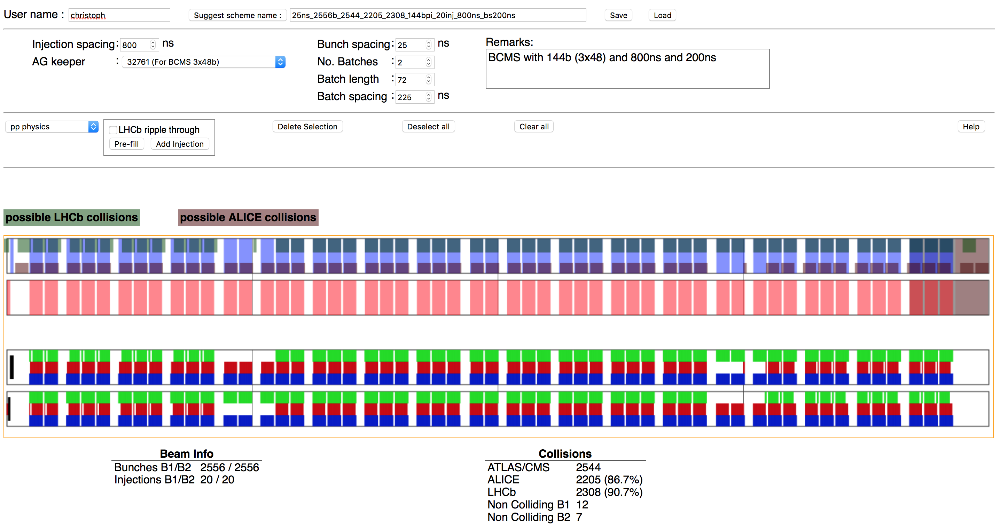 User name : christoph Suggest scheme name : 25ns_2556b_2544_2205_2308_144bpi_20inj_800ns_bs200ns Save Load
Injection spacing: 800 ns Bunch spacing: 25 ns Remarks:
AG keeper : 32761 (For BCMS 3x48b) No. Batches : 2 BCMS with 144b (3x48) and 800ns and 200ns
Batch length : 72
Batch spacing : 225 ns
pp physics LHCb ripple through Delete Selection Deselect all Clear all Help
Pre-fill Add Injection
possible LHCb collisions possible ALICE collisions
Beam Info
Bunches B1/B2 2556 / 2556
Injections B1/B2 20 / 20
Collisions
ATLAS/CMS 2544
ALICE 2205 (86.7%)
LHCb 2308 (90.7%)
Non Colliding B1 12
Non Colliding B2 7